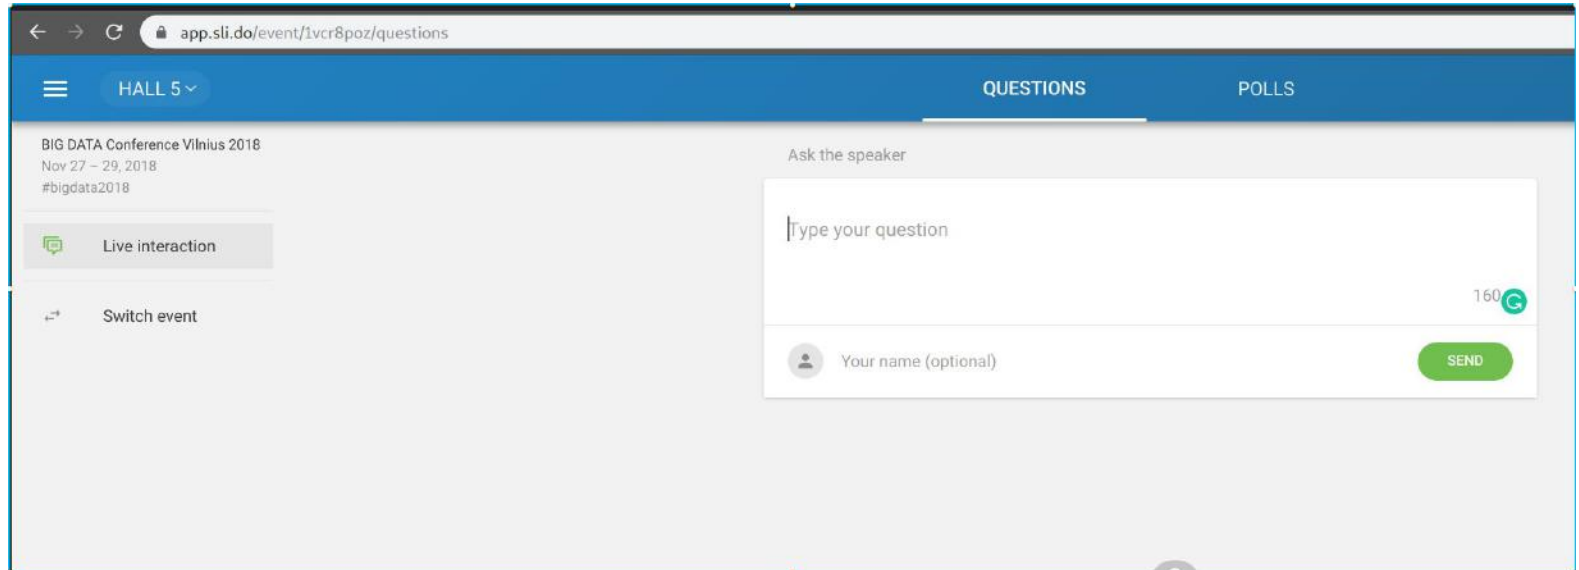 app.sli.do/event/1vcr8poz/questions
HALL 5
QUESTIONS
POLLS
BIG DATA Conference Vilnius 2018
Nov 27 – 29, 2018
#bigdata2018
Live interaction
Switch event
Ask the speaker
Type your question
160
Your name (optional)
SEND